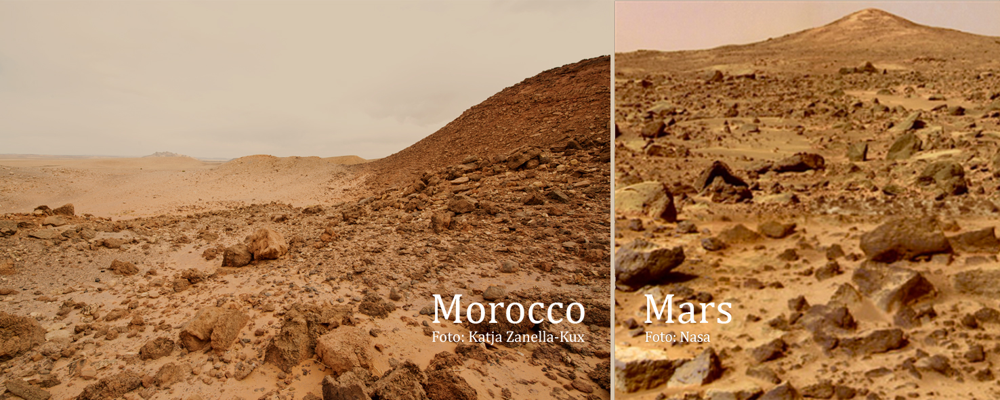 Morocco
Foto: Katja Zanella-Kux
Mars
Foto: Nasa